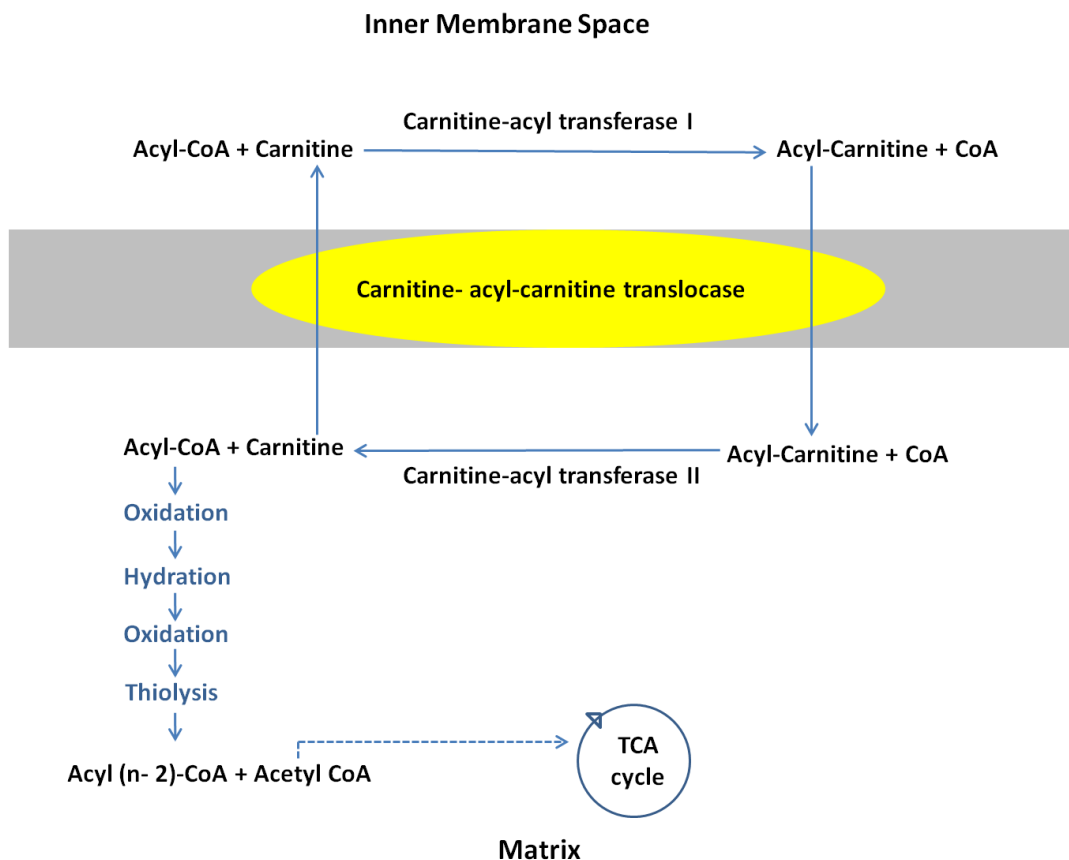 Inner Membrane Space
Carnitine-acyl transferase I
Acyl-CoA + Carnitine
Acyl-Carnitine + CoA
Carnitine- acyl-carnitine translocase
Acyl-CoA + Carnitine
Acyl-Carnitine + CoA
Carnitine-acyl transferase II
Oxidation
Hydration
Oxidation
Thiolysis
Acyl (n- 2)-CoA + Acetyl CoA
TCA
cycle
Matrix